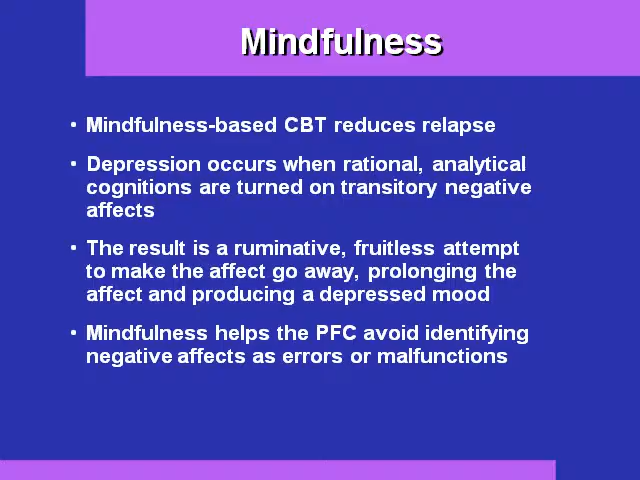 Mindfulness
• Mindfulness-based CBT reduces relapse
• Depression occurs when rational, analytical
cognitions are turned on transitory negative
affects
• The result is a ruminative, fruitless attempt
to make the affect go away, prolonging the
affect and producing a depressed mood
• Mindfulness helps the PFC avoid identifying
negative affects as errors or malfunctions